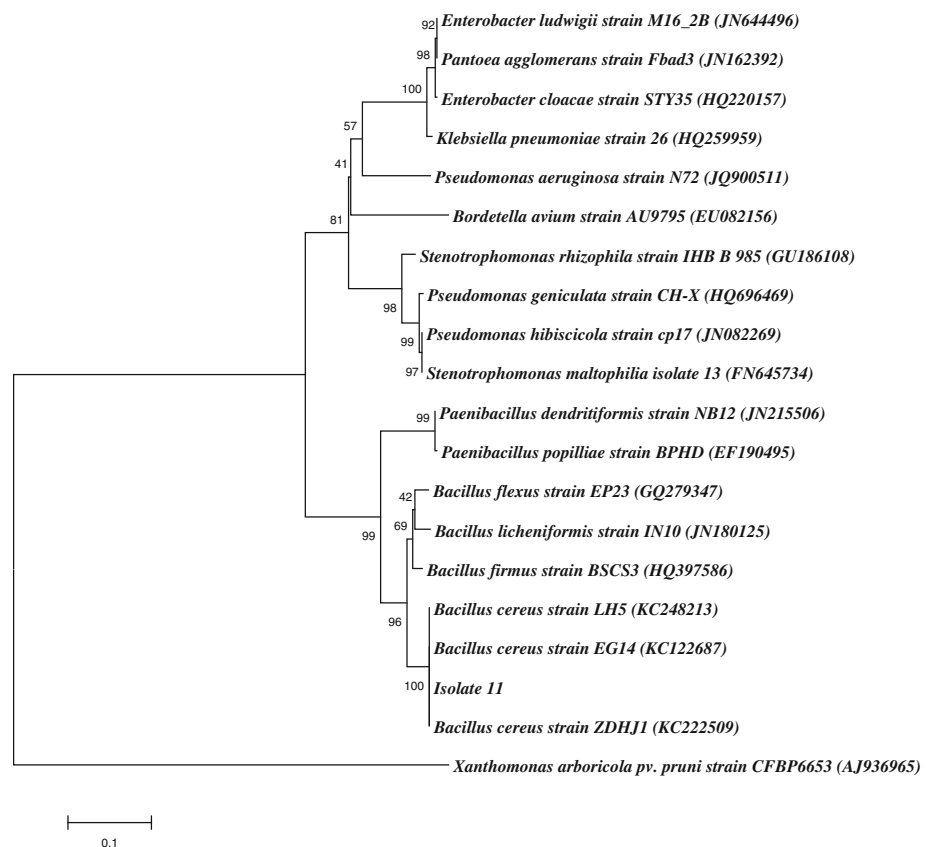 Enterobacter ludwigii strain M16_2B (JN644496)
92
Pantoea agglomerans strain Fbad3 (JN162392)
98
Enterobacter cloacae strain STY35 (HQ220157)
100
Klebsiella pneumoniae strain 26 (HQ259959)
57
Pseudomonas aeruginosa strain N72 (JQ900511)
41
Bordetella avium strain AU9795 (EU082156)
81
Stenotrophomonas rhizophila strain IHB B 985 (GU186108)
Pseudomonas geniculata strain CH-X (HQ696469)
98
Pseudomonas hibiscicola strain cp17 (JN082269)
99
Stenotrophomonas maltophilia isolate 13 (FN645734)
97
Paenibacillus dendritiformis strain NB12 (JN215506)
99
Paenibacillus popilliae strain BPHD (EF190495)
Bacillus flexus strain EP23 (GQ279347)
42
Bacillus licheniformis strain IN10 (JN180125)
69
99
Bacillus firmus strain BSCS3 (HQ397586)
Bacillus cereus strain LH5 (KC248213)
96
Bacillus cereus strain EG14 (KC122687)
Isolate 11
100
Bacillus cereus strain ZDHJ1 (KC222509)
Xanthomonas arboricola pv. pruni strain CFBP6653 (AJ936965)
0.1